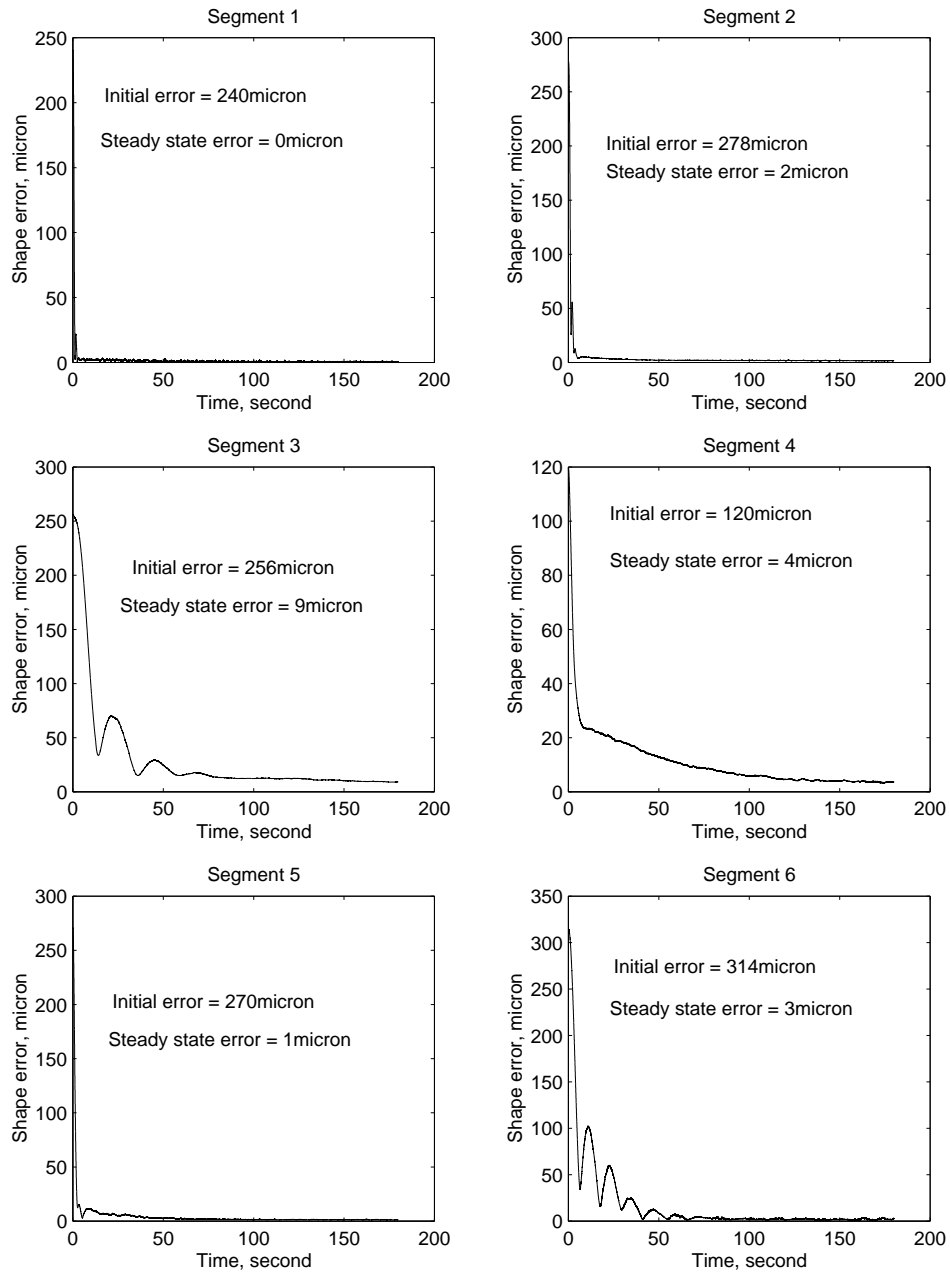 Segment 1
250
200
150
100
50
0
Shape error, micron
Initial error = 240micron
Steady state error = 0micron
0 50 100 150 200
Time, second
Segment 2
300
250
200
150
100
50
0
Shape error, micron
Initial error = 278micron
Steady state error = 2micron
0 50 100 150 200
Time, second
Segment 3
300
250
200
150
100
50
0
Shape error, micron
Initial error = 256micron
Steady state error = 9micron
0 50 100 150 200
Time, second
Segment 4
120
100
80
60
40
20
0
Shape error, micron
Initial error = 120micron
Steady state error = 4micron
0 50 100 150 200
Time, second
Segment 5
300
250
200
150
100
50
0
Shape error, micron
Initial error = 270micron
Steady state error = 1micron
0 50 100 150 200
Time, second
Segment 6
350
300
250
200
150
100
50
0
Shape error, micron
Initial error = 314micron
Steady state error = 3micron
0 50 100 150 200
Time, second